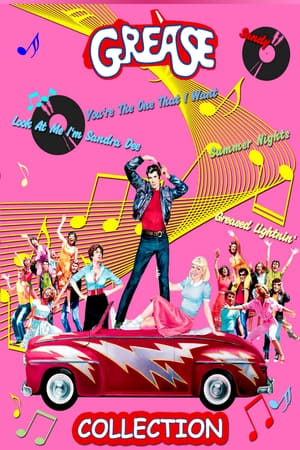 GREASE
Sandy
You're The One That I Want
Look At Me I'm Sandra Dee
Summer Nights
Greased Lightnin'
COLLECTION